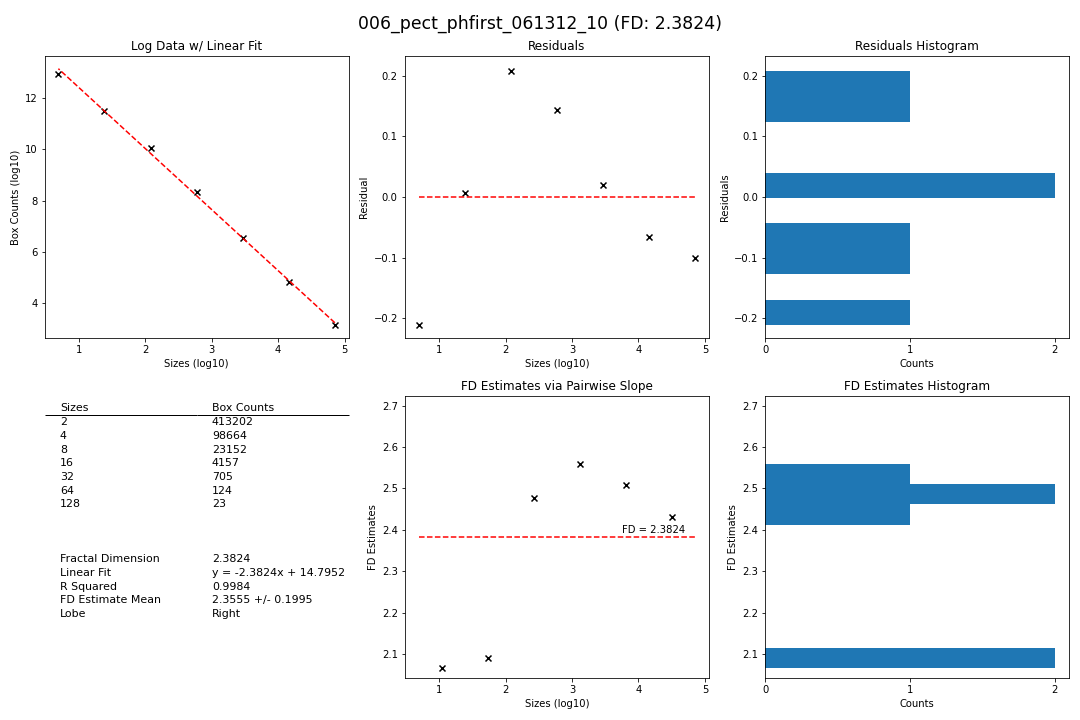 006_pect_phfirst_061312_10 (FD: 2.3824)
Log Data w/ Linear Fit
12
10
8
6
4
Box Counts (log10)
1 2 3 4 5
Sizes (log10)
Residuals
0.2
0.1
0.0
−0.1
−0.2
Residual
1 2 3 4 5
Sizes (log10)
Residuals Histogram
0.2
0.1
0.0
−0.1
−0.2
Residuals
0 1 2
Counts
Sizes Box Counts
2 413202
4 98664
8 23152
16 4157
32 705
64 124
128 23
Fractal Dimension 2.3824
Linear Fit y = -2.3824x + 14.7952
R Squared 0.9984
FD Estimate Mean 2.3555 +/- 0.1995
Lobe Right
FD Estimates via Pairwise Slope
2.7
2.6
2.5
2.4
2.3
2.2
2.1
FD Estimates
FD = 2.3824
1 2 3 4 5
Sizes (log10)
FD Estimates Histogram
2.7
2.6
2.5
2.4
2.3
2.2
2.1
FD Estimates
0 1 2
Counts